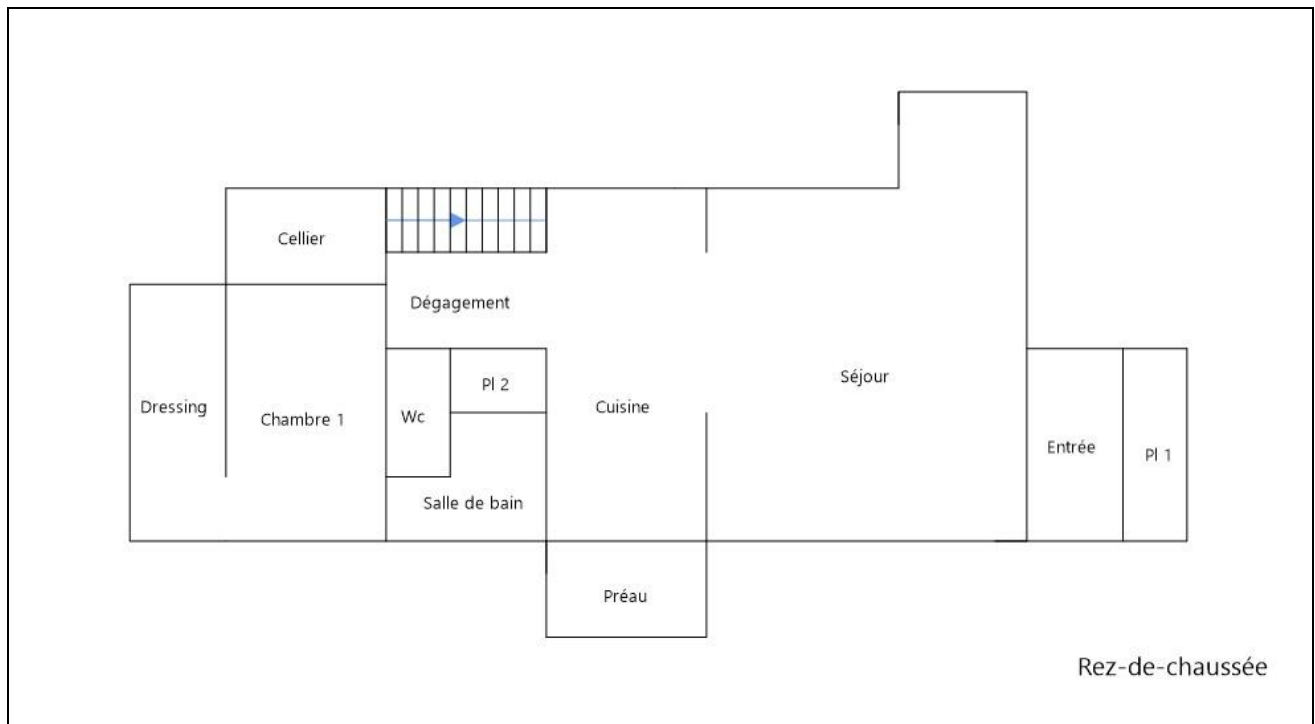 Cellier
Dégagement
Séjour
Pl 2
Dressing
Chambre 1
Wc
Cuisine
Entrée
Pl 1
Salle de bain
Préau
Rez-de-chaussée